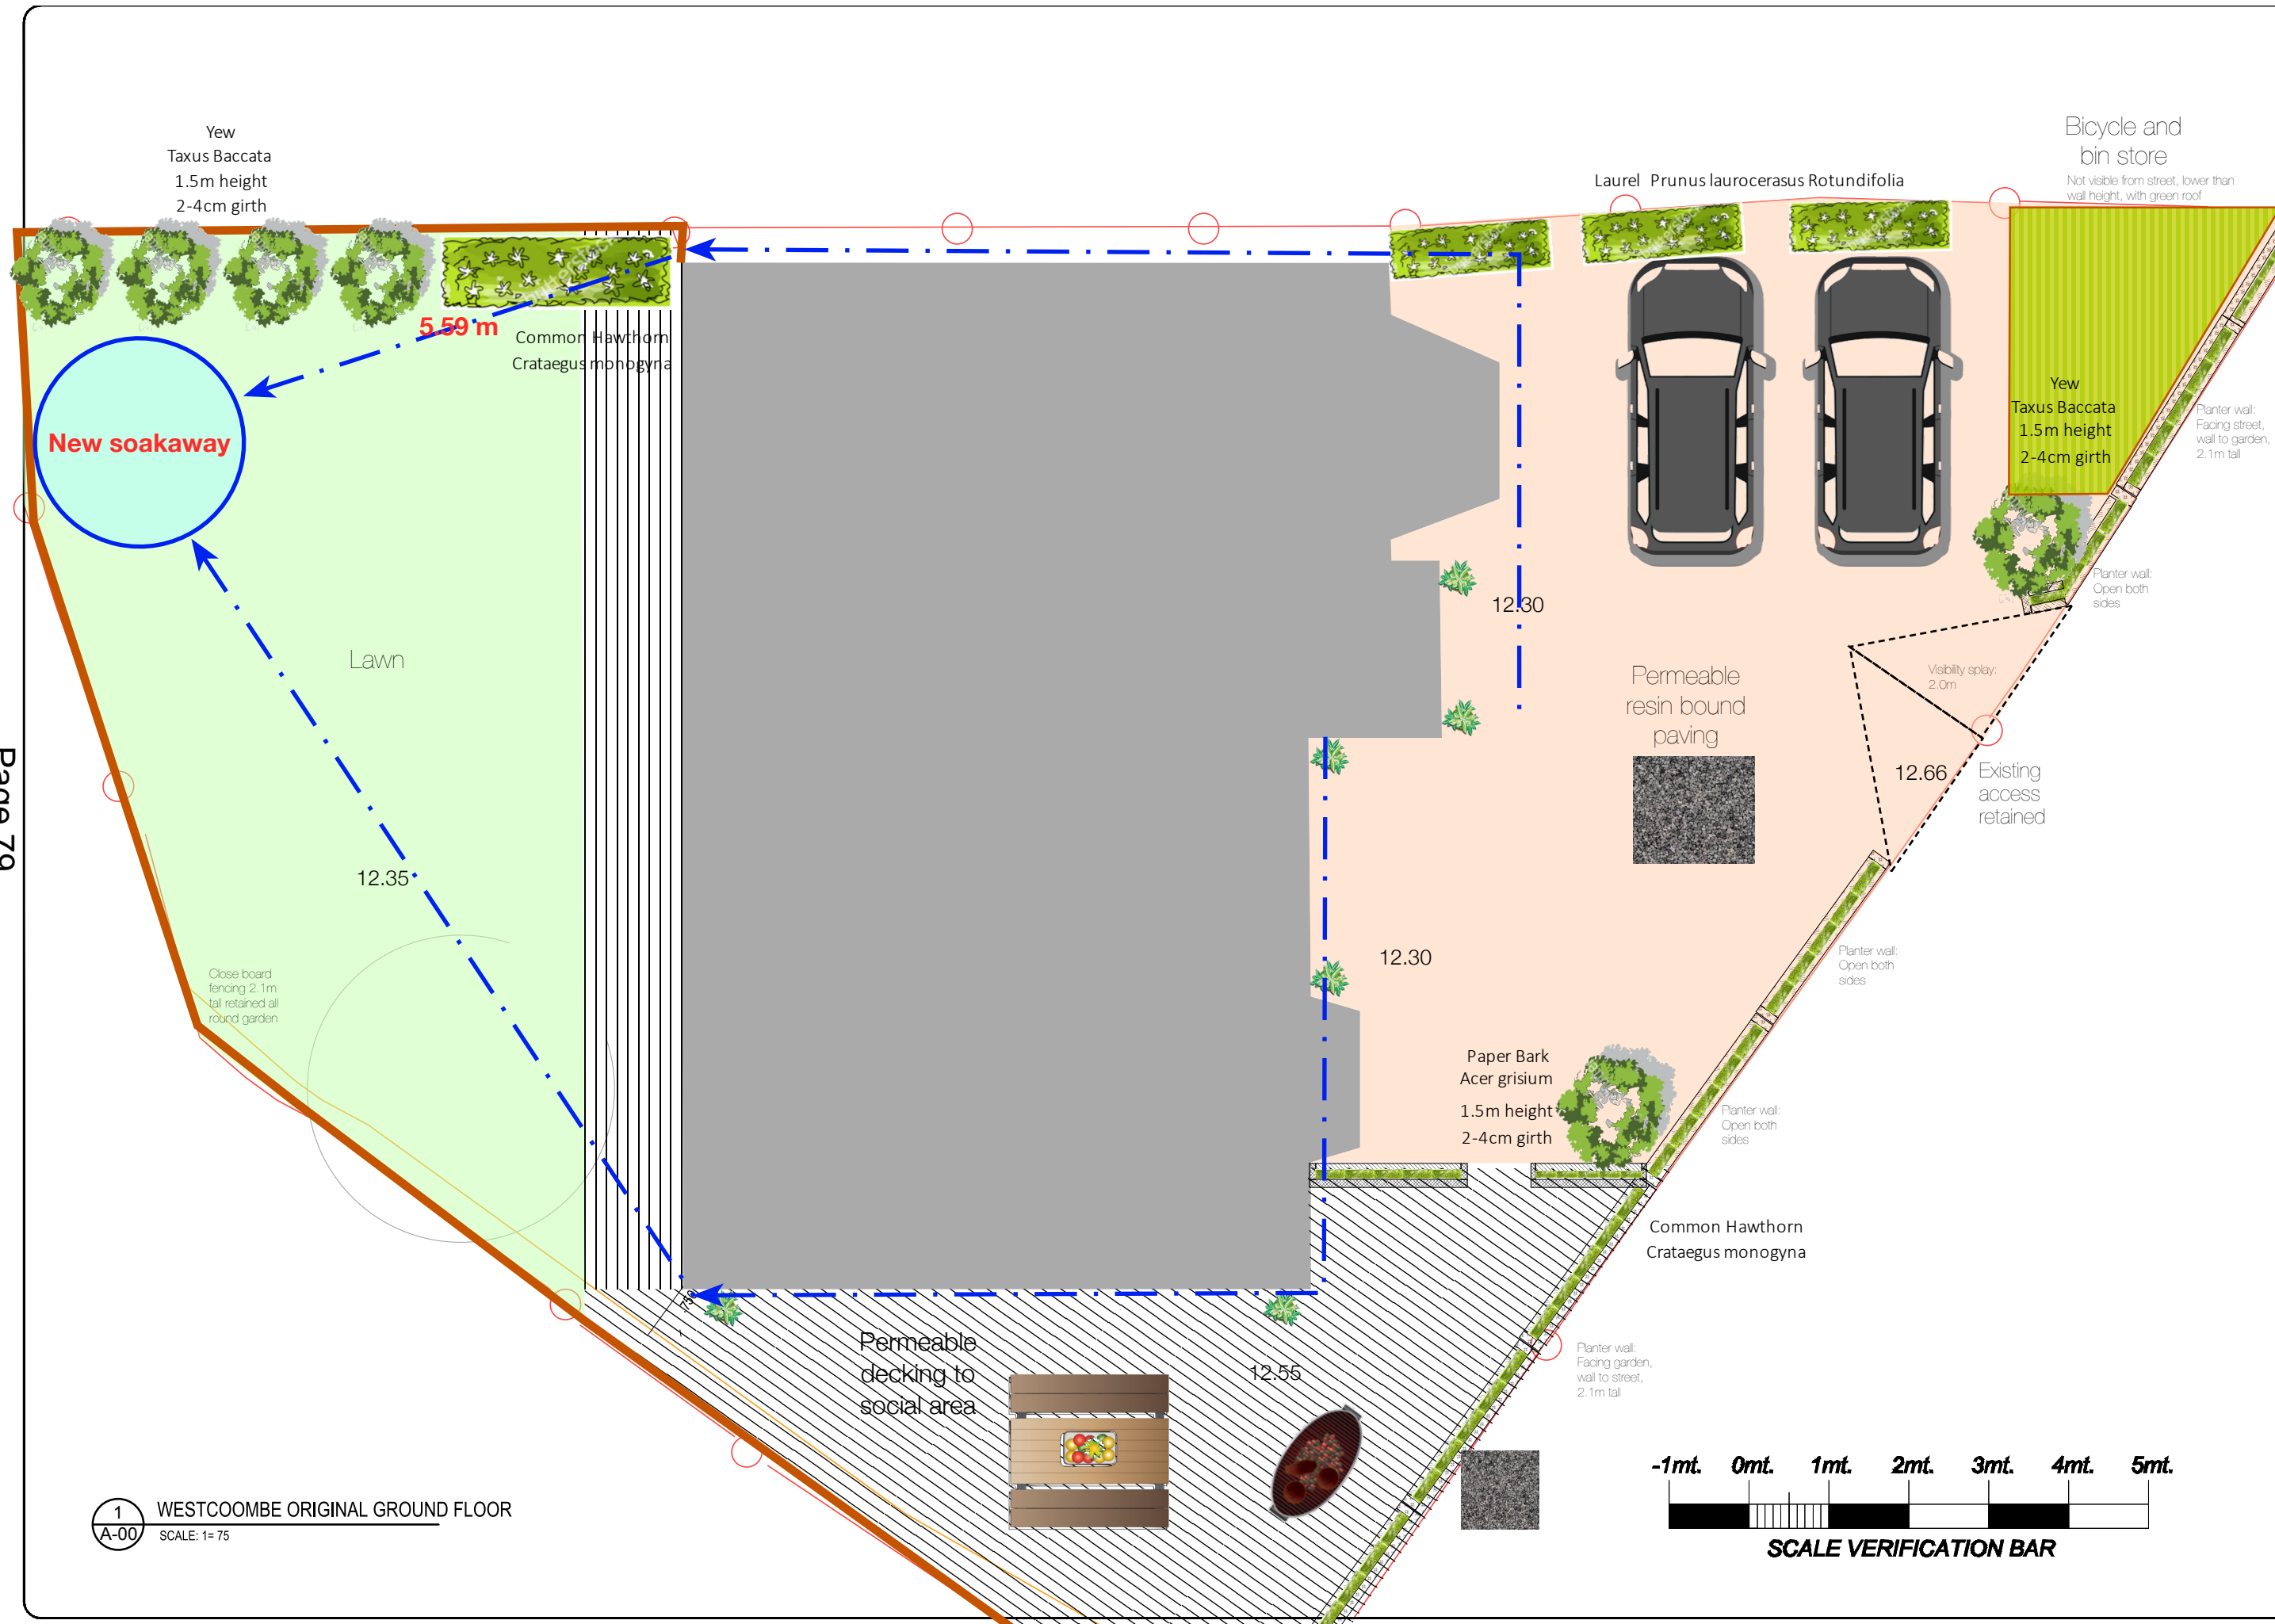 Page 79
Yew
Taxus Baccata
1.5m height
2-4cm girth
Laurel Prunus laurocerasus Rotundifolia
Bicycle and
bin store
Not visible from street, lower than
wall height, with green roof
5.59 m
Common Hawthorn
Crataegus monogyna
New soakaway
Yew
Taxus Baccata
1.5m height
2-4cm girth
Planter wall:
Facing street,
wall to garden,
2.1m tall
Planter wall:
Open both
sides
12.30
Lawn
Permeable
resin bound
paving
Visibility splay:
2.0m
12.66
Existing
access
retained
12.35
12.30
Close board
fencing 2.1m
tall retained all
round garden
Planter wall:
Open both
sides
Paper Bark
Acer grisium
1.5m height
2-4cm girth
Planter wall:
Open both
sides
Common Hawthorn
Crataegus monogyna
Permeable
decking to
social area
12.55
Planter wall:
Facing garden,
wall to street,
2.1m tall
1
A-00
WESTCOOMBE ORIGINAL GROUND FLOOR
SCALE: 1= 75
-1mt. 0mt. 1mt. 2mt. 3mt. 4mt. 5mt.
SCALE VERIFICATION BAR